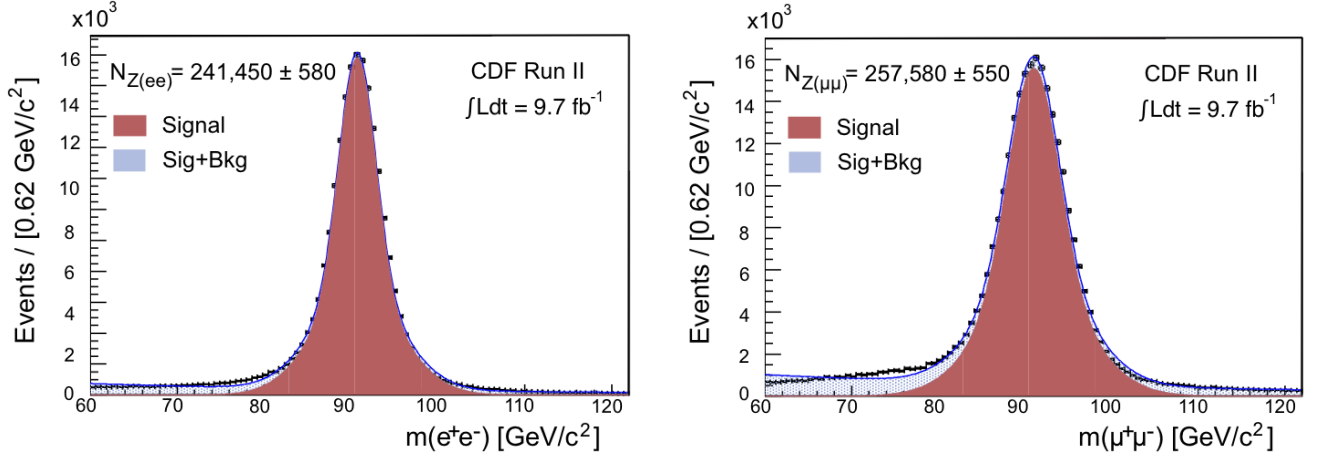 x10³
Events / [0.62 GeV/c²]
16
14
12
10
8
6
4
2
0
N_Z(ee)= 241,450 ± 580
CDF Run II
∫Ldt = 9.7 fb⁻¹
Signal
Sig+Bkg
60 70 80 90 100 110 120
m(e⁺e⁻) [GeV/c²]
x10³
Events / [0.62 GeV/c²]
16
14
12
10
8
6
4
2
0
N_Z(μμ)= 257,580 ± 550
CDF Run II
∫Ldt = 9.7 fb⁻¹
Signal
Sig+Bkg
60 70 80 90 100 110 120
m(μ⁺μ⁻) [GeV/c²]